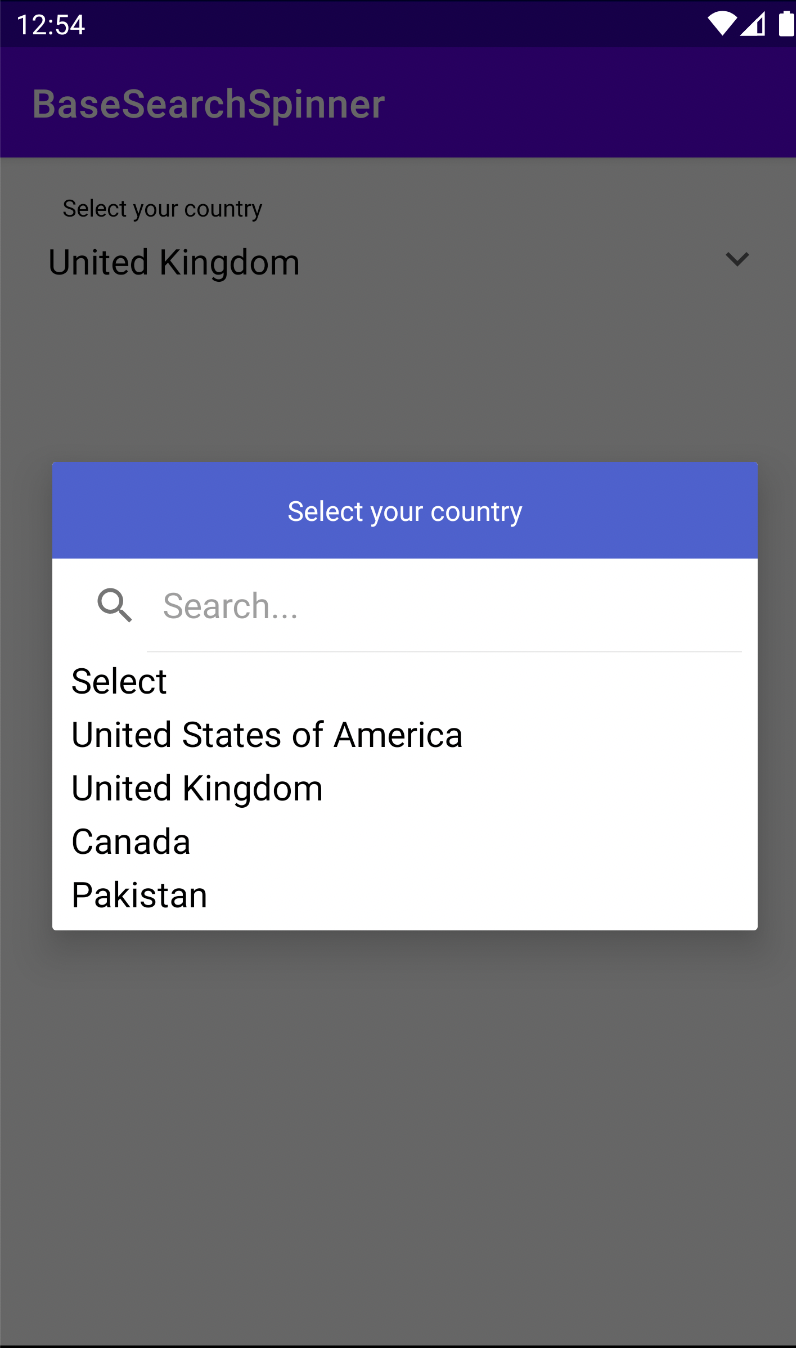 12:54
BaseSearchSpinner
Select your country
United Kingdom
Select your country
Search...
Select
United States of America
United Kingdom
Canada
Pakistan